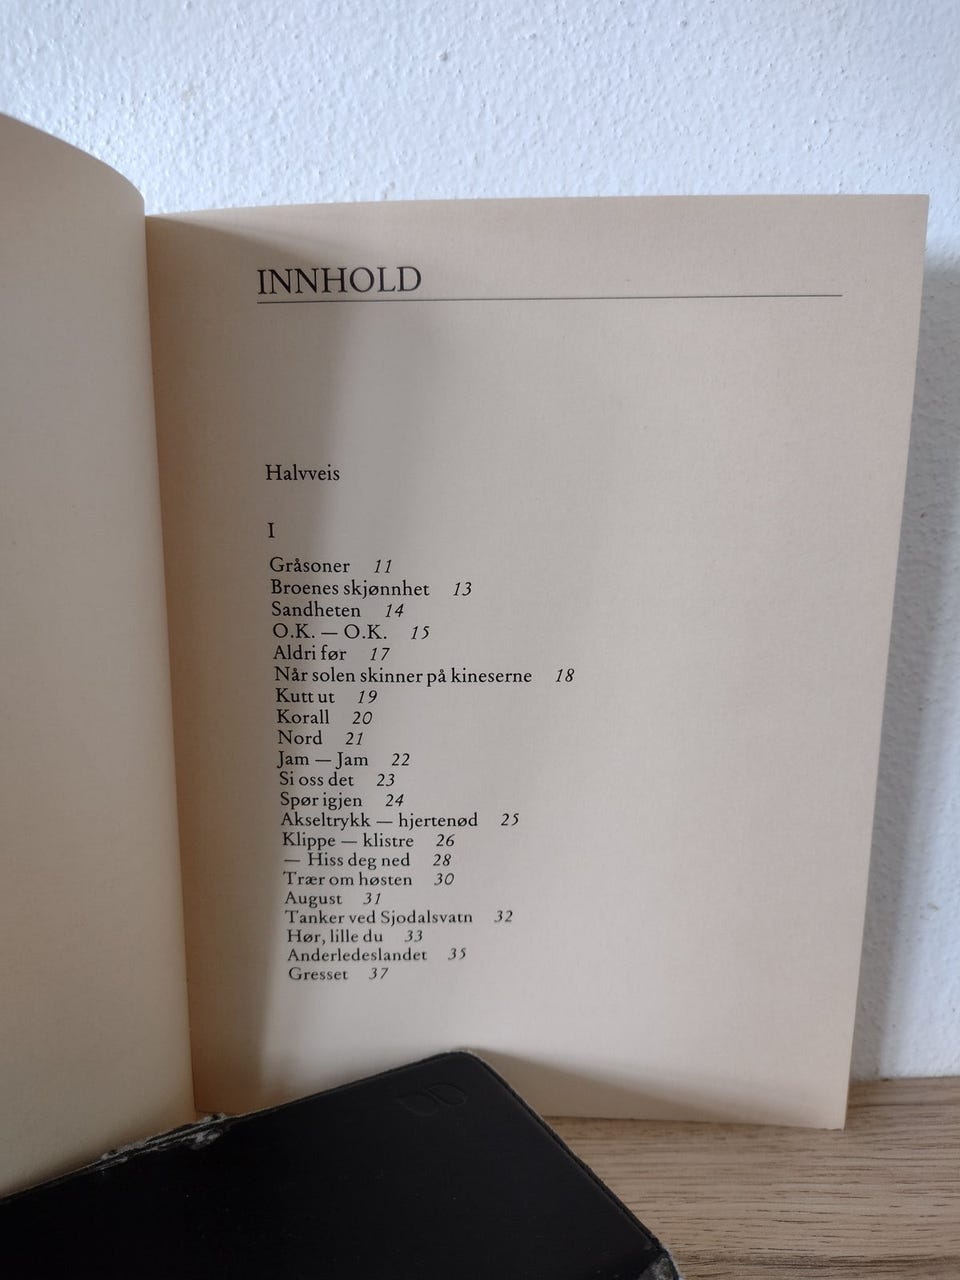 INNHOLD
Halvveis
I
Gråsoner 11
Broenes skjønnhet 13
Sandheten 14
O.K. — O.K. 15
Aldri før 17
Når solen skinner på kineserne 18
Kutt ut 19
Korall 20
Nord 21
Jam — Jam 22
Si oss det 23
Spør igjen 24
Akseltrykk — hjertenød 25
Klippe — klistre 26
— Hiss deg ned 28
Trær om høsten 30
August 31
Tanker ved Sjodalsvatn 32
Hør, lille du 33
Anderledeslandet 35
Gresset 37